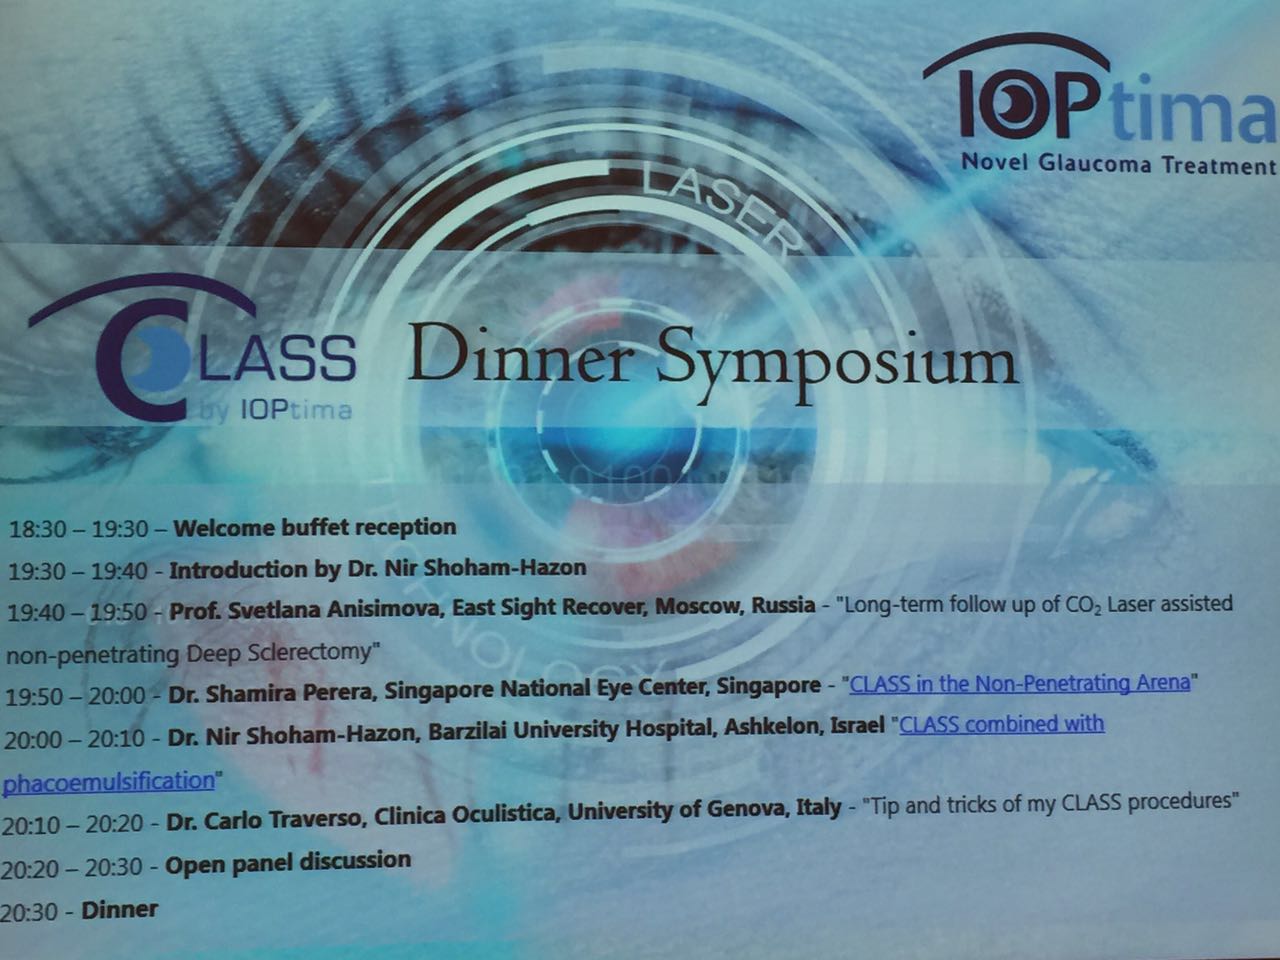 IOPtima
Novel Glaucoma Treatment
LASER
CLASS
by IOPtima
Dinner Symposium
18:30 – 19:30 – Welcome buffet reception
19:30 – 19:40 - Introduction by Dr. Nir Shoham-Hazon
19:40 – 19:50 - Prof. Svetlana Anisimova, East Sight Recover, Moscow, Russia - "Long-term follow up of CO₂ Laser assisted
non-penetrating Deep Sclerectomy"
19:50 – 20:00 - Dr. Shamira Perera, Singapore National Eye Center, Singapore - "CLASS in the Non-Penetrating Arena"
20:00 – 20:10 - Dr. Nir Shoham-Hazon, Barzilai University Hospital, Ashkelon, Israel "CLASS combined with
phacoemulsification"
20:10 – 20:20 - Dr. Carlo Traverso, Clinica Oculistica, University of Genova, Italy - "Tip and tricks of my CLASS procedures"
20:20 – 20:30 - Open panel discussion
20:30 - Dinner